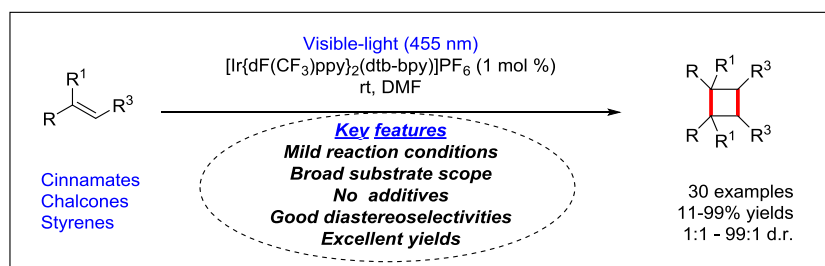 Visible-light (455 nm)
[Ir{dF(CF3)ppy}2(dtb-bpy)]PF6 (1 mol %)
rt, DMF
R1
R
R3
Key features
Mild reaction conditions
Broad substrate scope
No additives
Good diastereoselectivities
Excellent yields
Cinnamates
Chalcones
Styrenes
R R1 R3
R R1 R3
30 examples
11-99% yields
1:1 - 99:1 d.r.